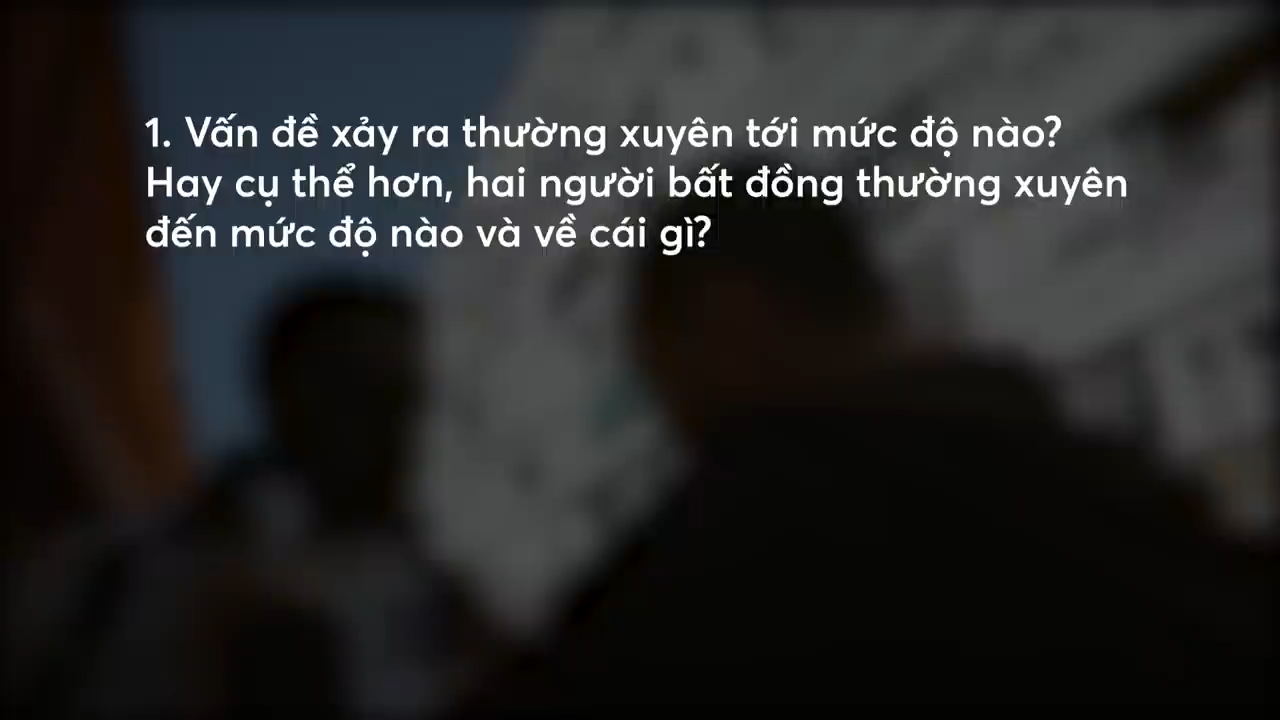 1. Vấn đề xảy ra thường xuyên tới mức độ nào?
Hay cụ thể hơn, hai người bất đồng thường xuyên
đến mức độ nào và về cái gì?